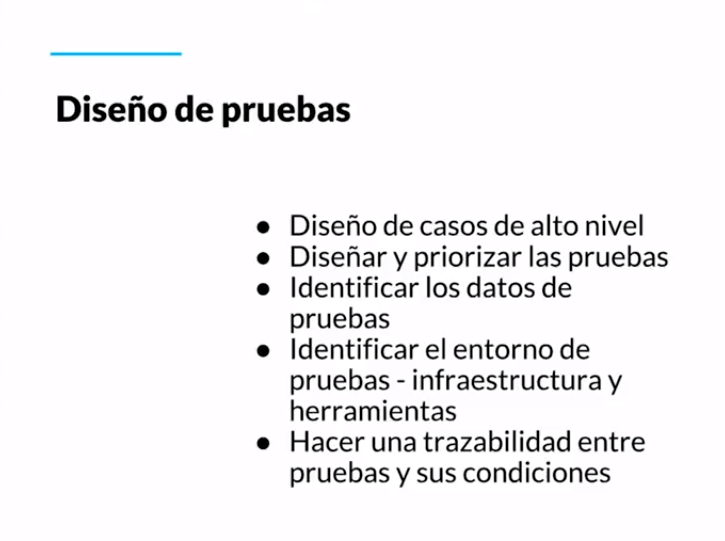 Diseño de pruebas
● Diseño de casos de alto nivel
● Diseñar y priorizar las pruebas
● Identificar los datos de
pruebas
● Identificar el entorno de
pruebas - infraestructura y
herramientas
● Hacer una trazabilidad entre
pruebas y sus condiciones